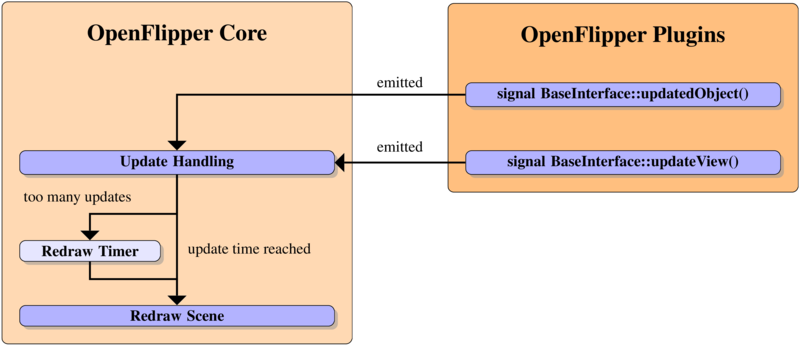 OpenFlipper Core
OpenFlipper Plugins
emitted
signal BaseInterface::updatedObject()
emitted
Update Handling
signal BaseInterface::updateView()
too many updates
Redraw Timer
update time reached
Redraw Scene